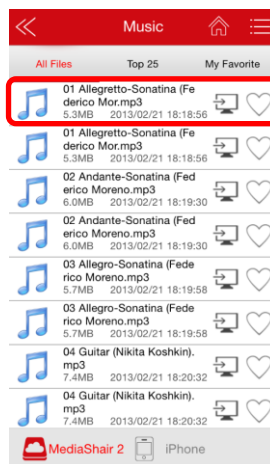 Music
All Files Top 25 My Favorite
01 Allegretto-Sonatina (Fe
derico Mor.mp3
5.3MB 2013/02/21 18:18:56
01 Allegretto-Sonatina (Fe
derico Mor.mp3
5.3MB 2013/02/21 18:18:56
02 Andante-Sonatina (Fed
erico Moreno.mp3
6.0MB 2013/02/21 18:19:30
02 Andante-Sonatina (Fed
erico Moreno.mp3
6.0MB 2013/02/21 18:19:30
03 Allegro-Sonatina (Fede
rico Moreno.mp3
5.7MB 2013/02/21 18:19:58
03 Allegro-Sonatina (Fede
rico Moreno.mp3
5.7MB 2013/02/21 18:19:58
04 Guitar (Nikita Koshkin).
mp3
7.4MB 2013/02/21 18:20:32
04 Guitar (Nikita Koshkin).
mp3
7.4MB 2013/02/21 18:20:32
MediaShair 2 iPhone